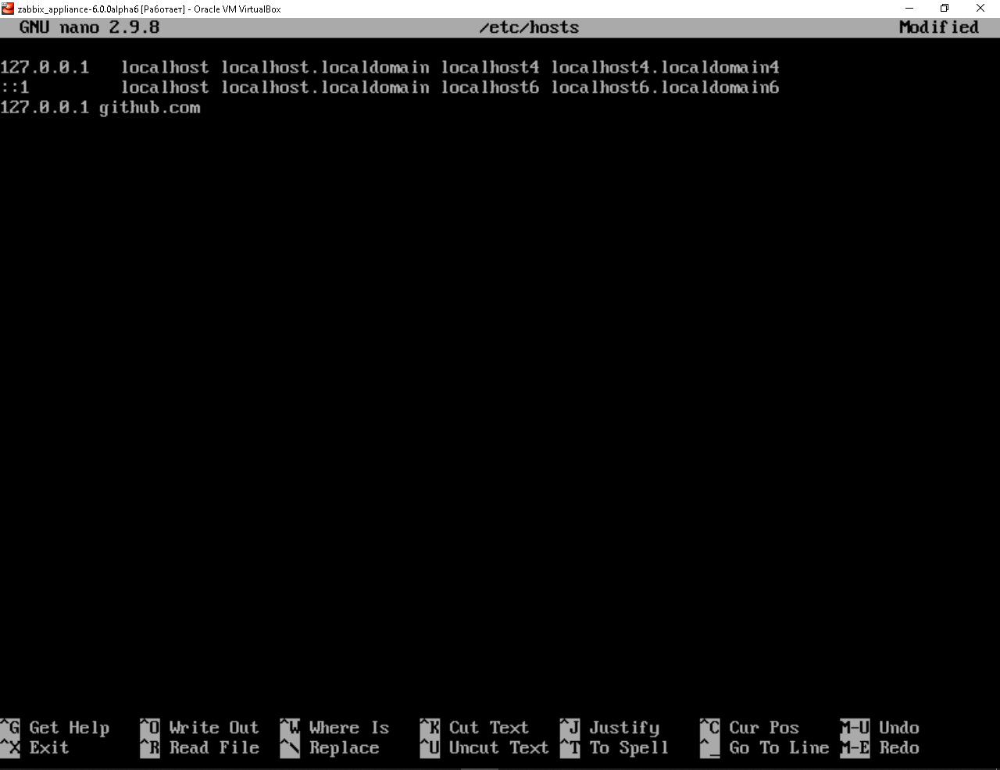 zabbix_appliance-6.0.0alpha6 [Работает] - Oracle VM VirtualBox
GNU nano 2.9.8 /etc/hosts Modified
127.0.0.1 localhost localhost.localdomain localhost4 localhost4.localdomain4
::1 localhost localhost.localdomain localhost6 localhost6.localdomain6
127.0.0.1 github.com
^G Get Help ^O Write Out ^W Where Is ^K Cut Text ^J Justify ^C Cur Pos M-U Undo
^X Exit ^R Read File ^\ Replace ^U Uncut Text ^T To Spell ^_ Go To Line M-E Redo